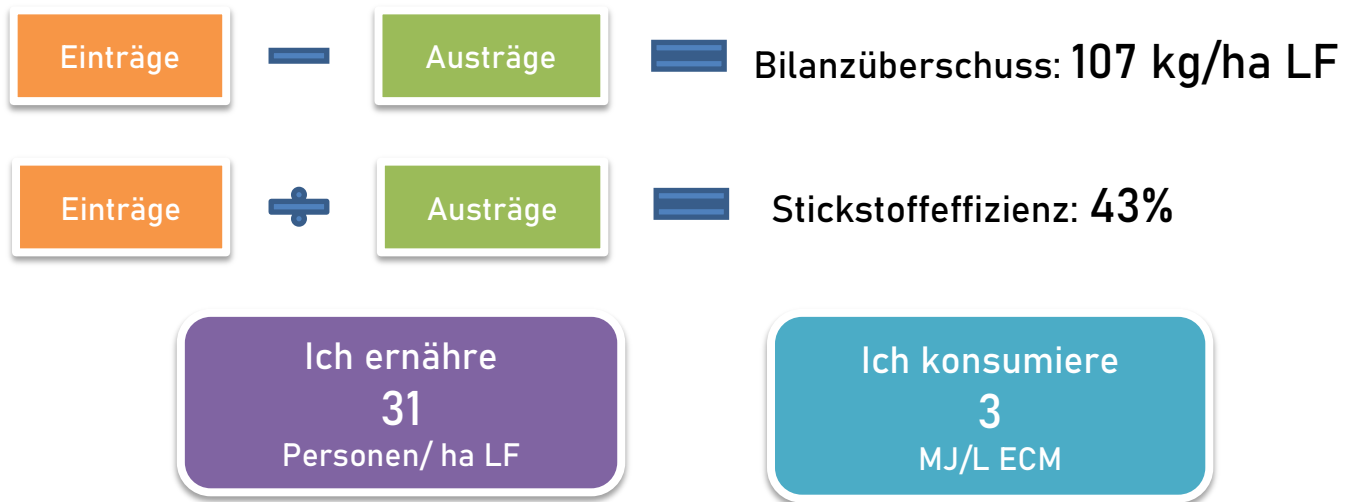 Einträge Austräge Bilanzüberschuss: 107 kg/ha LF
Einträge Austräge Stickstoffeffizienz: 43%
Ich ernähre
31
Personen/ ha LF
Ich konsumiere
3
MJ/L ECM